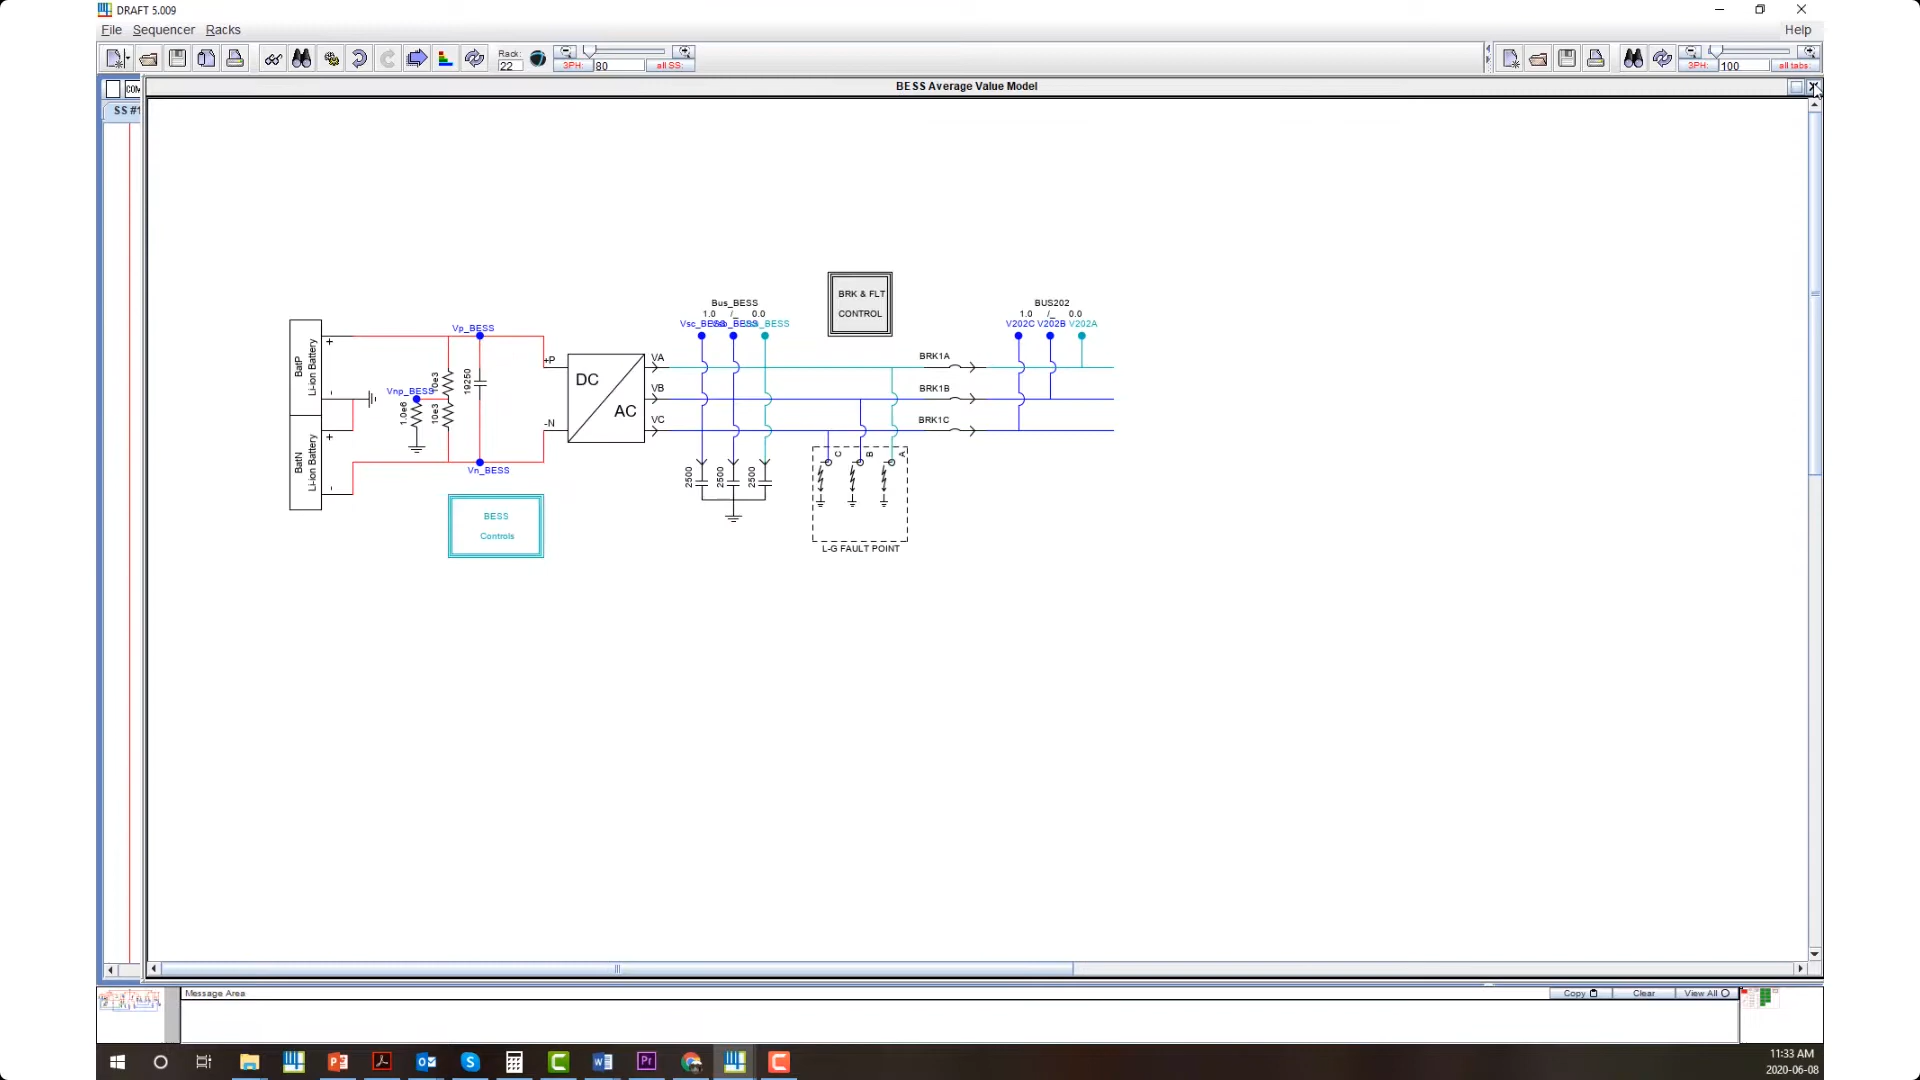 DRAFT 5.009
File Sequencer Racks Help
Rack:
22
3PH: 80 all SS:
3PH: 100 all tabs:
BESS Average Value Model
SS #1
BRK & FLT
CONTROL
Bus_BESS
1.0 /_ 0.0
BUS202
1.0 /_ 0.0
V202C V202B V202A
Vp_BESS
BatP
Li-ion Battery
+
-
BatN
Li-ion Battery
+
-
Vnp_BESS
1.0e6
10e3
10e3
19250
Vn_BESS
+P
-N
DC
AC
VA
VB
VC
BRK1A
BRK1B
BRK1C
2500
2500
2500
C
B
A
L-G FAULT POINT
BESS
Controls
Message Area
Copy
Clear
View All
11:33 AM
2020-06-08